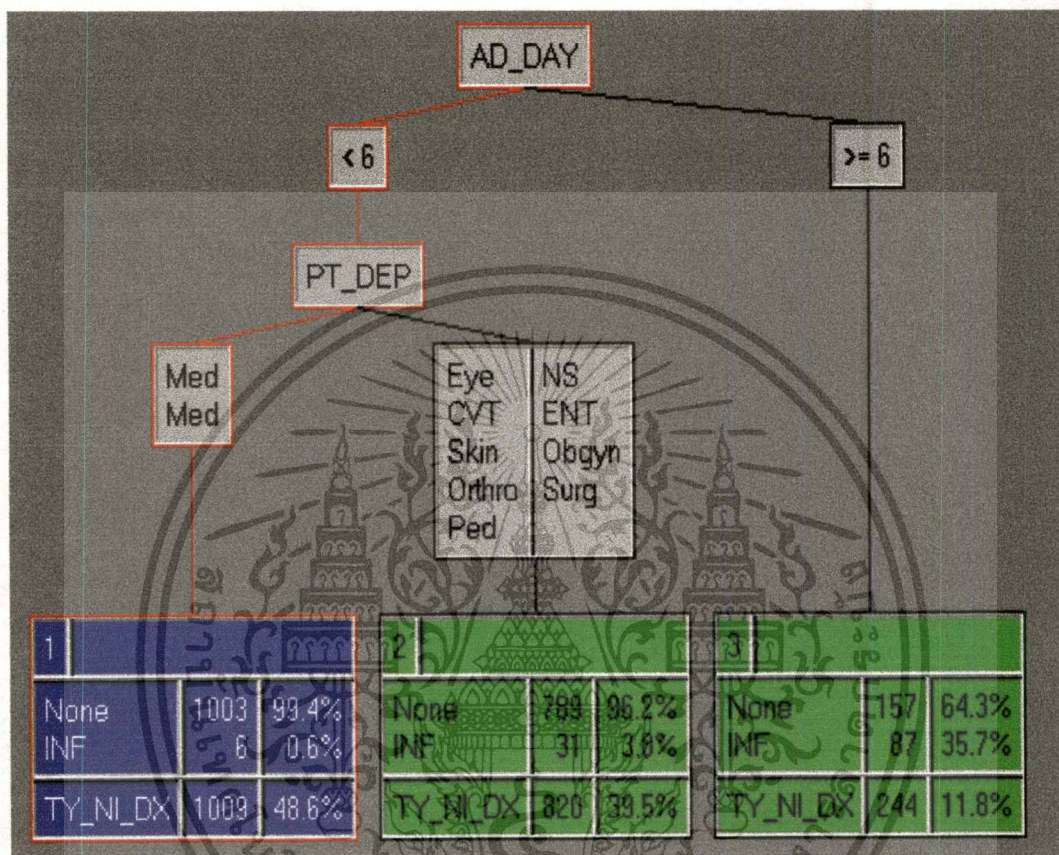 AD_DAY
< 6
>= 6
PT_DEP
Med
Med
Eye NS
CVT ENT
Skin Obgyn
Orthro Surg
Ped
1
None 1003 99.4%
INF 6 0.6%
TY_NI_DX 1009 48.6%
2
None 789 96.2%
INF 31 3.8%
TY_NI_DX 820 39.5%
3
None 157 64.3%
INF 87 35.7%
TY_NI_DX 244 11.8%